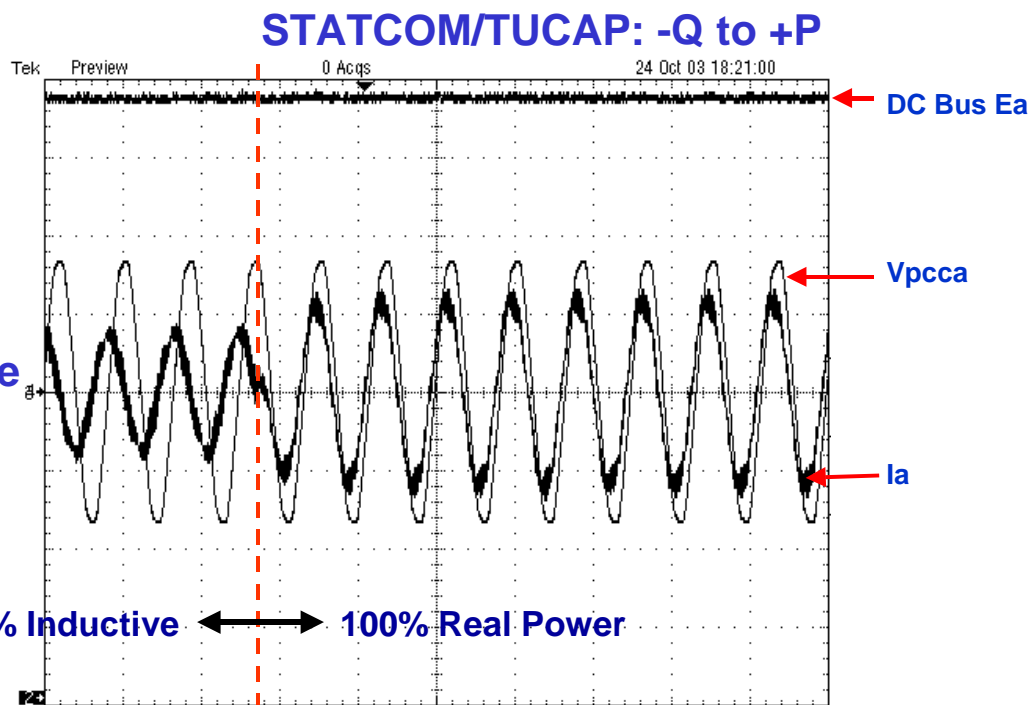 STATCOM/TUCAP: -Q to +P
Tek Preview 0 Acqs 24 Oct 03 18:21:00
DC Bus Ea
Vpcca
e
Ia
% Inductive 100% Real Power
2